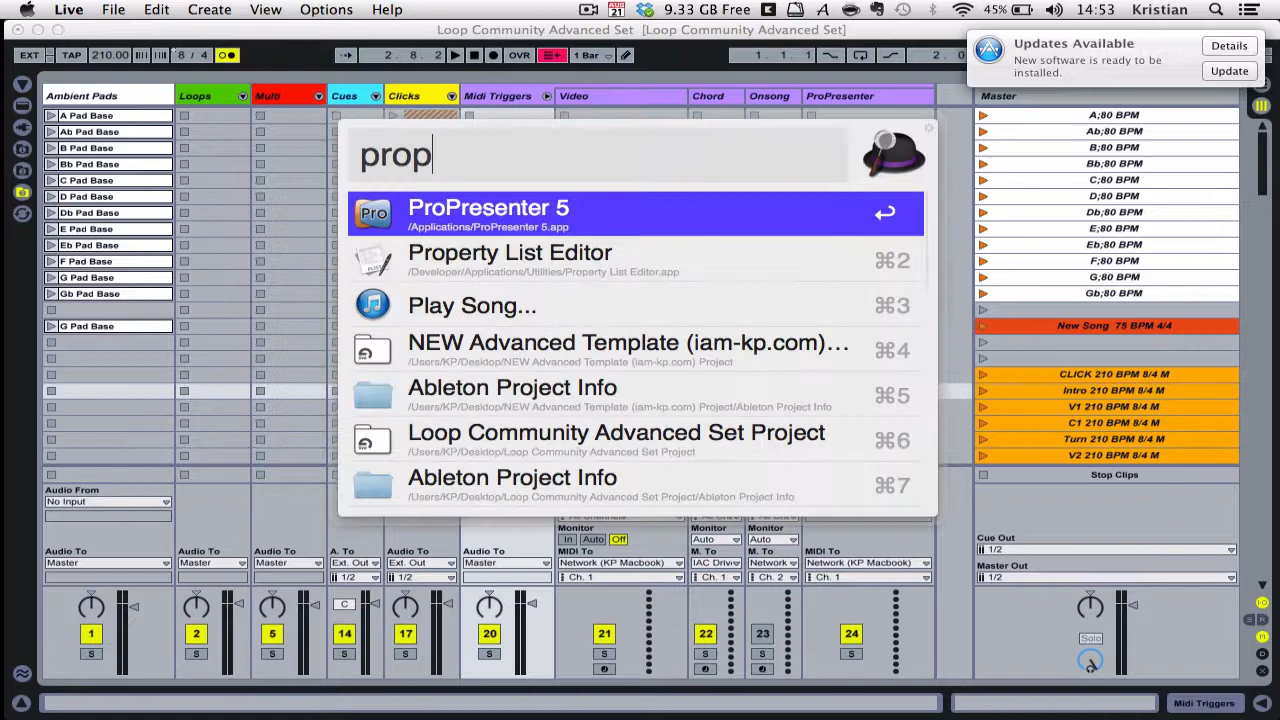 Live File Edit Create View Options Help AUG 21 9.33 GB Free 45% 14:53 Kristian
Loop Community Advanced Set [Loop Community Advanced Set]
EXT TAP 210.00 8 / 4 2. 8. 2 OVR 1 Bar 1. 1. 1 2. 0
Updates Available
New software is ready to be installed.
Details
Update
Ambient Pads Loops Multi Cues Clicks Midi Triggers Video Chord Onsong ProPresenter Master
A Pad Base A;80 BPM
Ab Pad Base Ab;80 BPM
B Pad Base B;80 BPM
Bb Pad Base Bb;80 BPM
C Pad Base C;80 BPM
D Pad Base D;80 BPM
Db Pad Base Db;80 BPM
E Pad Base E;80 BPM
Eb Pad Base Eb;80 BPM
F Pad Base F;80 BPM
G Pad Base G;80 BPM
Gb Pad Base Gb;80 BPM
G Pad Base New Song 75 BPM 4/4
CLICK 210 BPM 8/4 M
Intro 210 BPM 8/4 M
V1 210 BPM 8/4 M
C1 210 BPM 8/4 M
Turn 210 BPM 8/4 M
V2 210 BPM 8/4 M
Stop Clips
prop
ProPresenter 5
/Applications/ProPresenter 5.app
Property List Editor ⌘2
/Developer/Applications/Utilities/Property List Editor.app
Play Song... ⌘3
NEW Advanced Template (iam-kp.com)... ⌘4
/Users/KP/Desktop/NEW Advanced Template (iam-kp.com) Project
Ableton Project Info ⌘5
/Users/KP/Desktop/NEW Advanced Template (iam-kp.com) Project/Ableton Project Info
Loop Community Advanced Set Project ⌘6
/Users/KP/Desktop/Loop Community Advanced Set Project
Ableton Project Info ⌘7
/Users/KP/Desktop/Loop Community Advanced Set Project/Ableton Project Info
Audio From
No Input
Monitor Monitor Monitor
In Auto Off Auto Auto
Cue Out
1/2
Audio To Audio To Audio To A. To Audio To Audio To MIDI To M. To M. To MIDI To Master Out
Master Master Master Ext. Out Ext. Out Master Network (KP Macbook) IAC Driv Network Network (KP Macbook)
1/2 1/2 Ch. 1 Ch. 1 Ch. 2 Ch. 1 1/2
C
1 2 5 14 17 20 21 22 23 24 Solo
S S S S S S S S S S
Midi Triggers